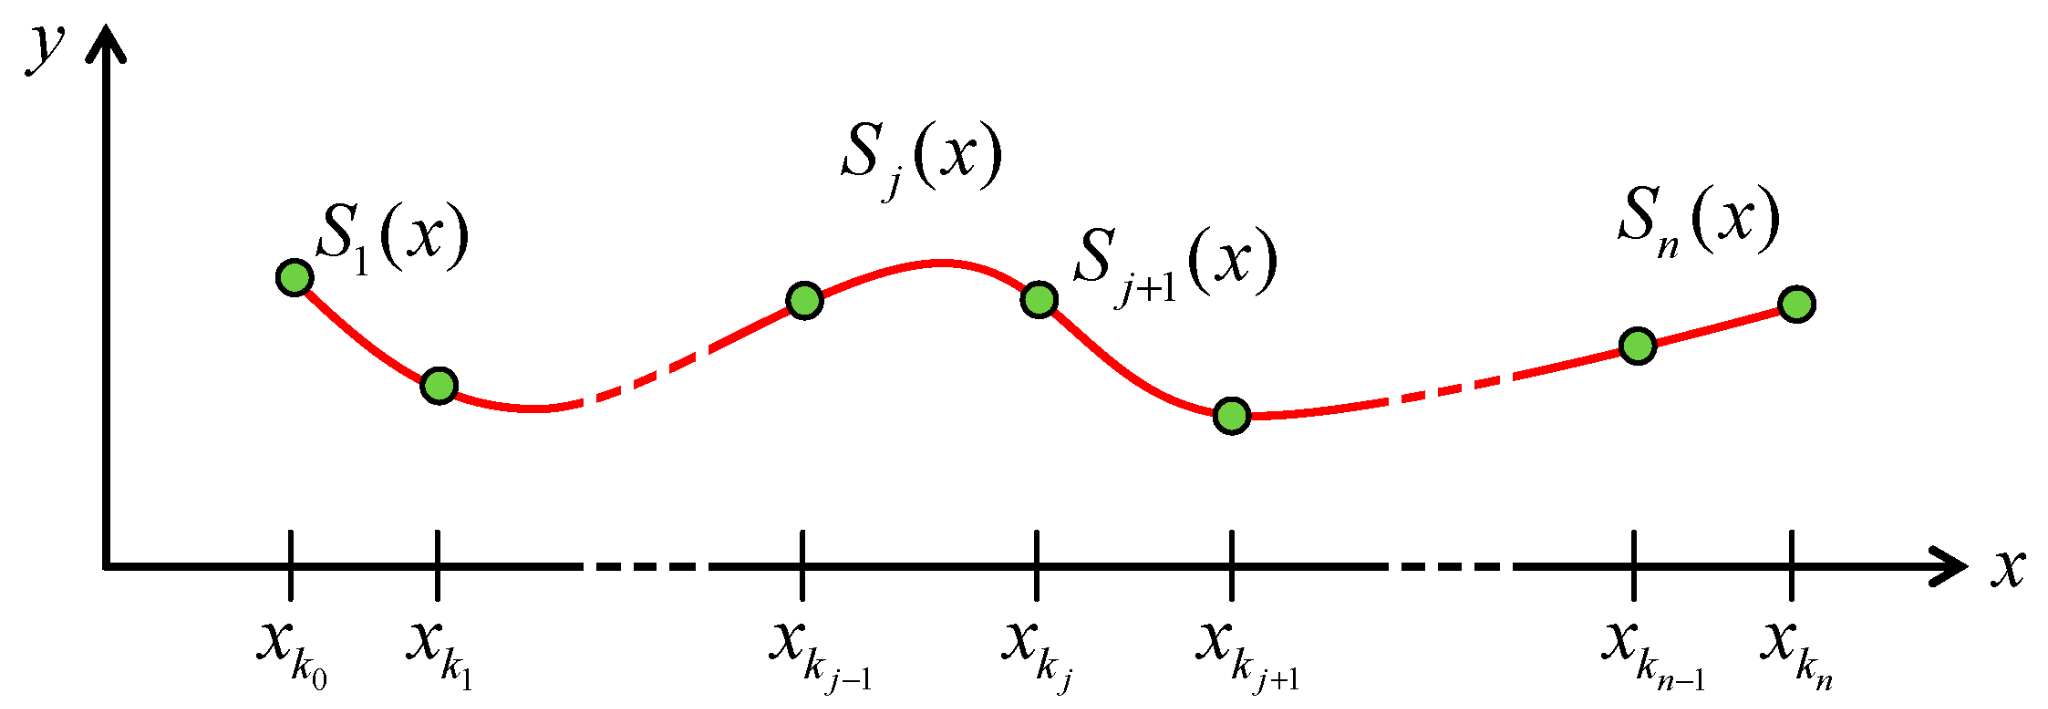 y
S₁(x)
S_j(x)
S_{j+1}(x)
S_n(x)
x
x_{k_0} x_{k_1} x_{k_{j−1}} x_{k_j} x_{k_{j+1}} x_{k_{n−1}} x_{k_n}